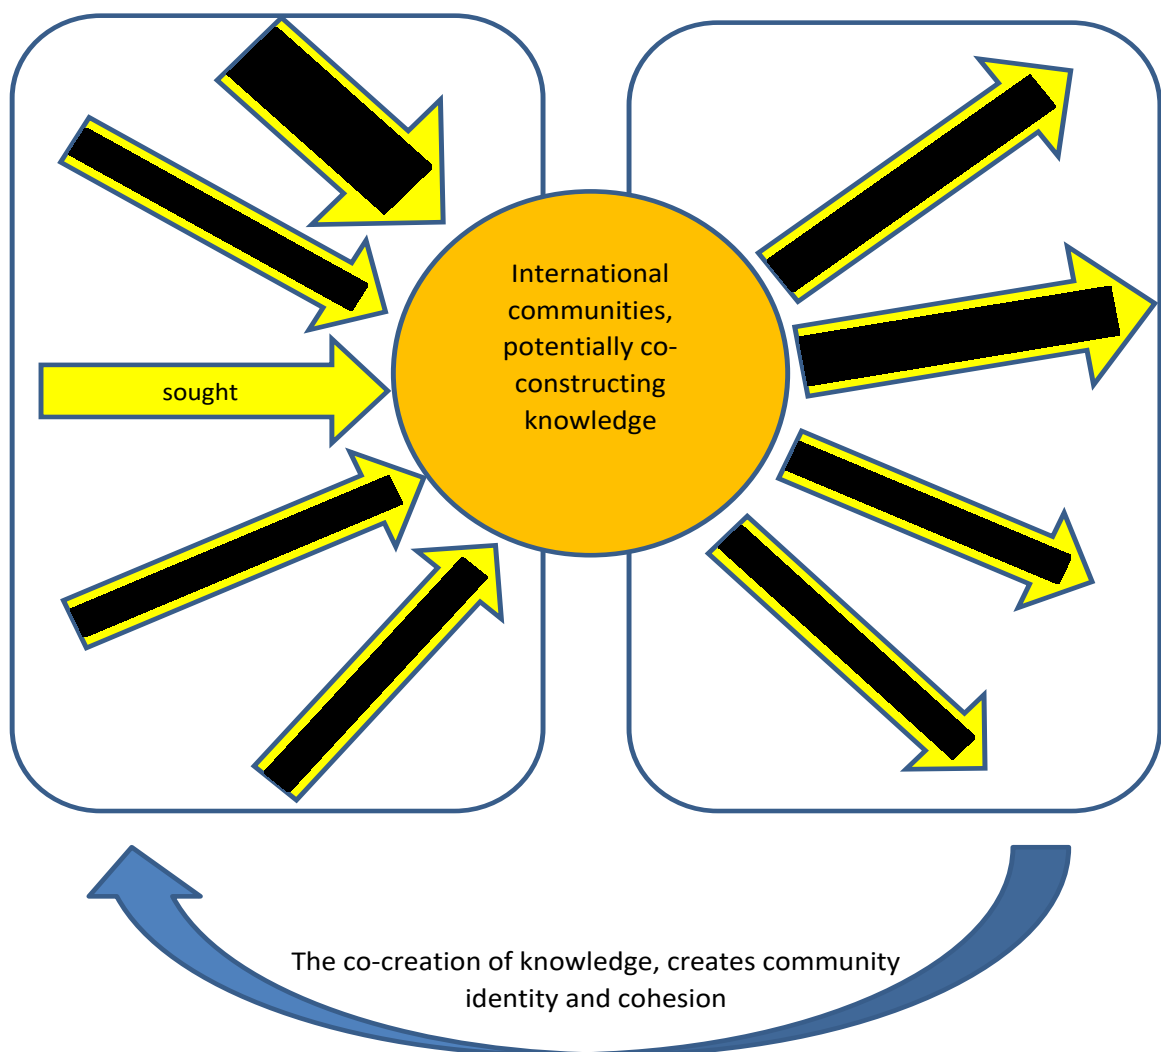 International
communities,
potentially co-
constructing
knowledge
sought
The co-creation of knowledge, creates community
identity and cohesion